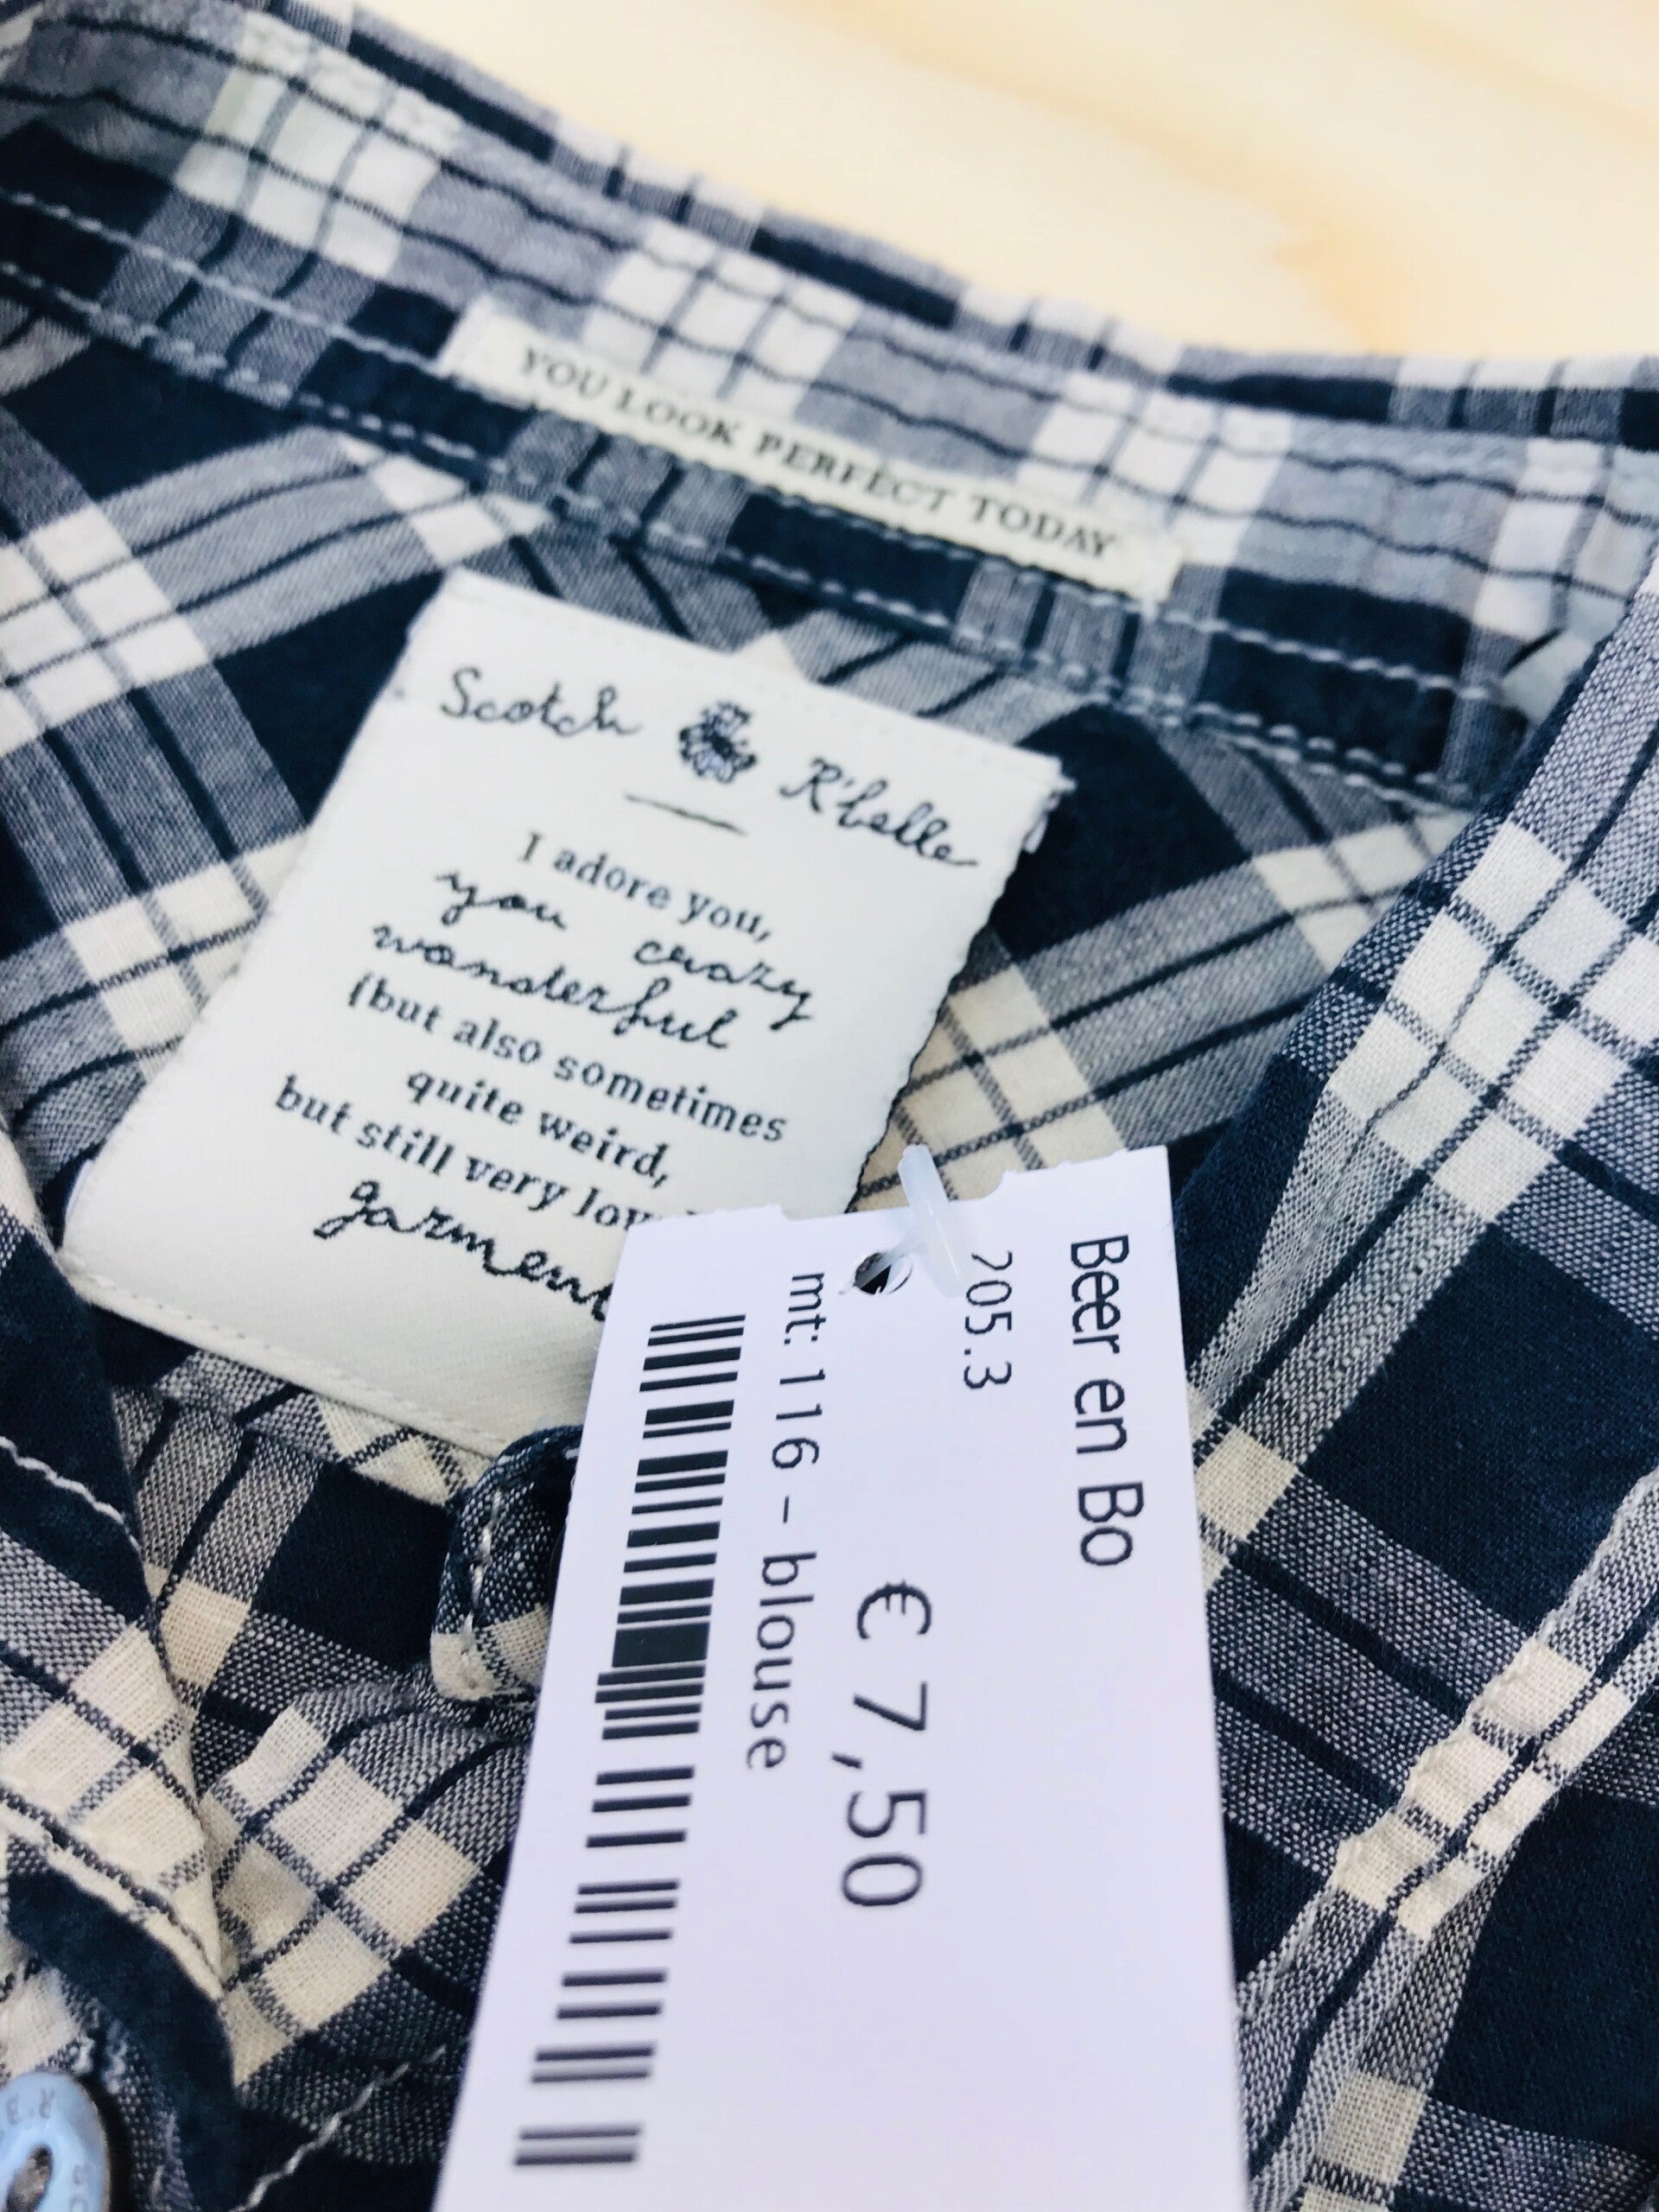 YOU LOOK PERFECT TODAY
Scotch R'belle
I adore you,
you crazy
wonderful
(but also sometimes
quite weird,
but still very
Beer en Bo
205.3
€ 7,50
mt: 116 - blouse